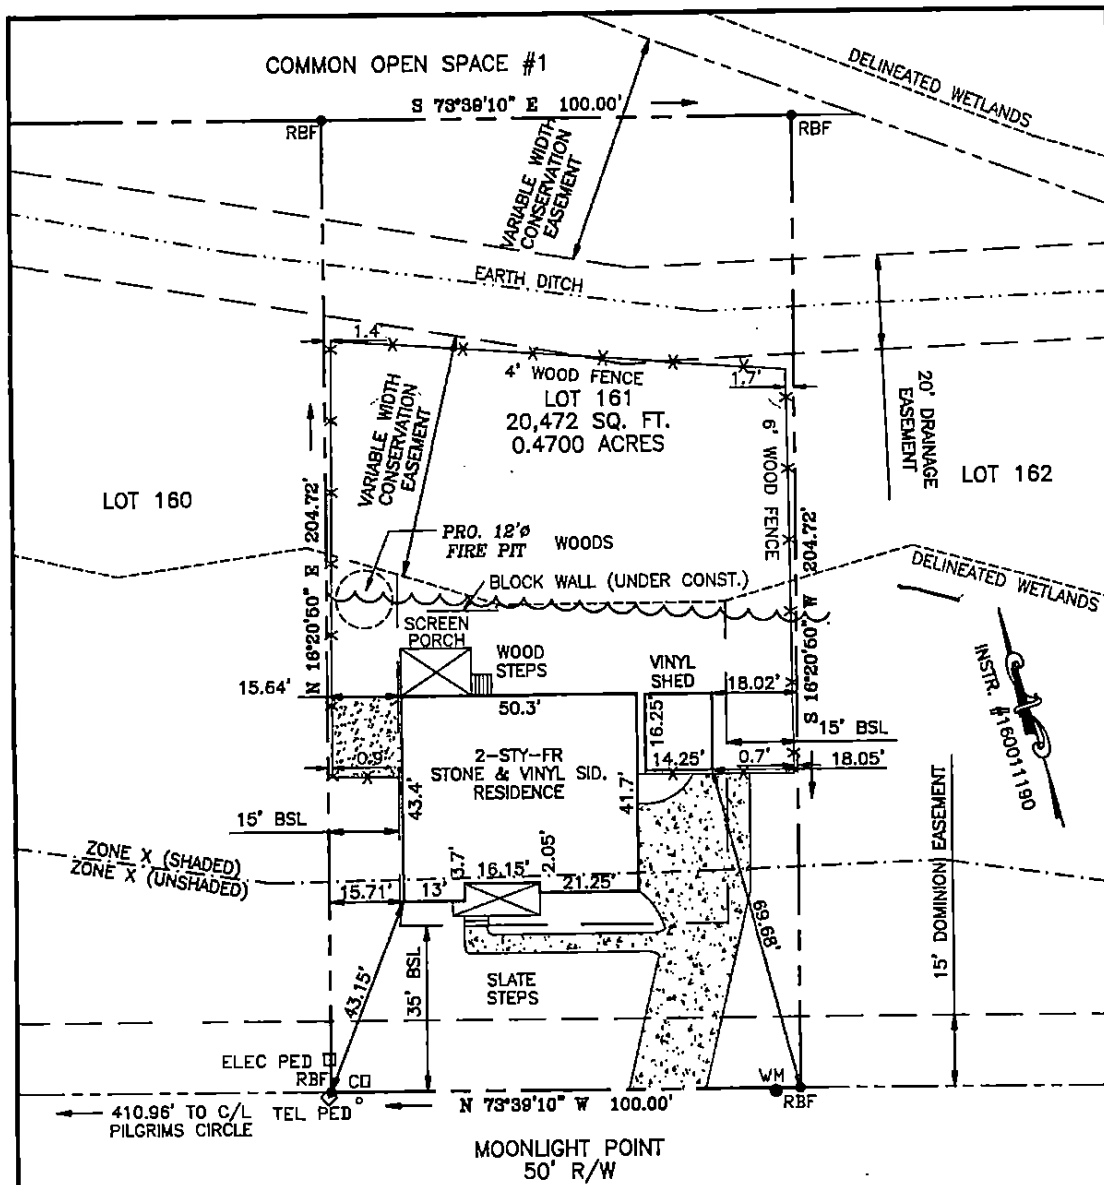 COMMON OPEN SPACE #1
DELINEATED WETLANDS
S 73°39'10" E 100.00'
RBF
RBF
VARIABLE WIDTH
CONSERVATION
EASEMENT
EARTH DITCH
1.4'
4' WOOD FENCE
1.7'
LOT 161
20,472 SQ. FT.
0.4700 ACRES
VARIABLE WIDTH
CONSERVATION
EASEMENT
6' WOOD FENCE
20' DRAINAGE
EASEMENT
LOT 160
LOT 162
N 16°20'50" E 204.72'
S 16°20'50" W 204.72'
PRO. 12'ø
FIRE PIT
WOODS
BLOCK WALL (UNDER CONST.)
DELINEATED WETLANDS
SCREEN
PORCH
WOOD
STEPS
VINYL
SHED
INSTR. #160011190
15.64'
50.3'
16.25'
18.02'
15' BSL
0.9'
2-STY-FR
STONE & VINYL SID.
RESIDENCE
14.25'
0.7'
18.05'
43.4'
41.7'
15' BSL
ZONE X (SHADED)
ZONE X (UNSHADED)
15.71'
13'
3.7'
16.15'
2.05'
21.25'
69.68'
15' DOMINION EASEMENT
43.15'
35' BSL
SLATE
STEPS
ELEC PED
RBF
CO
WM
RBF
410.96' TO C/L
PILGRIMS CIRCLE
TEL PED
N 73°39'10" W 100.00'
MOONLIGHT POINT
50' R/W